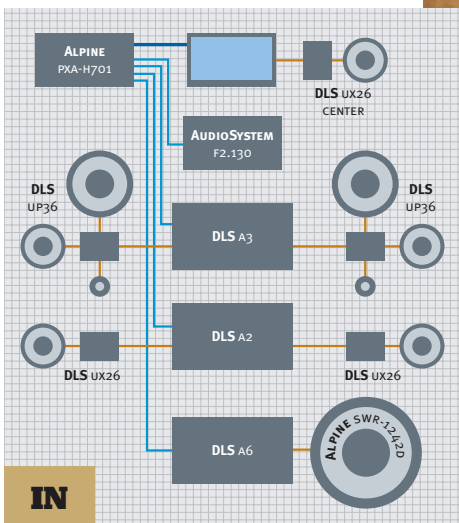 ALPINE
PXA-H701
DLS UX26
CENTER
AUDIOSYSTEM
F2.130
DLS
UP36
DLS
UP36
DLS A3
DLS A2
DLS UX26
DLS UX26
DLS A6
ALPINE SWR-1242D
IN